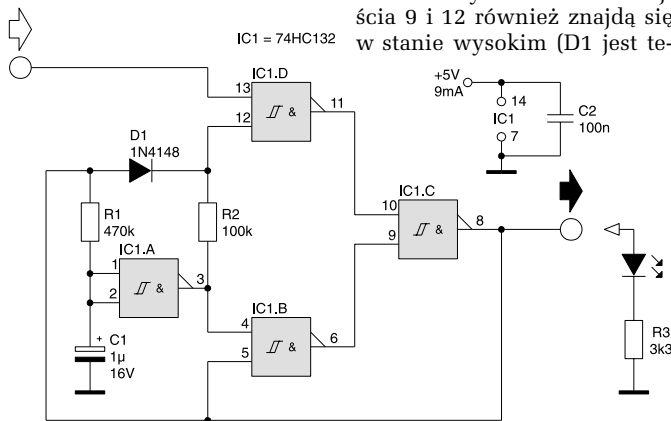 ścia 9 i 12 również znajdą się
w stanie wysokim (D1 jest te-
IC1 = 74HC132
IC1.D
13
12
&
11
+5V
9mA
14
IC1
7
C2
100n
D1
1N4148
R1
470k
R2
100k
IC1.A
1
2
&
3
IC1.C
10
9
&
8
IC1.B
4
5
&
6
+
C1
1µ
16V
R3
3k3